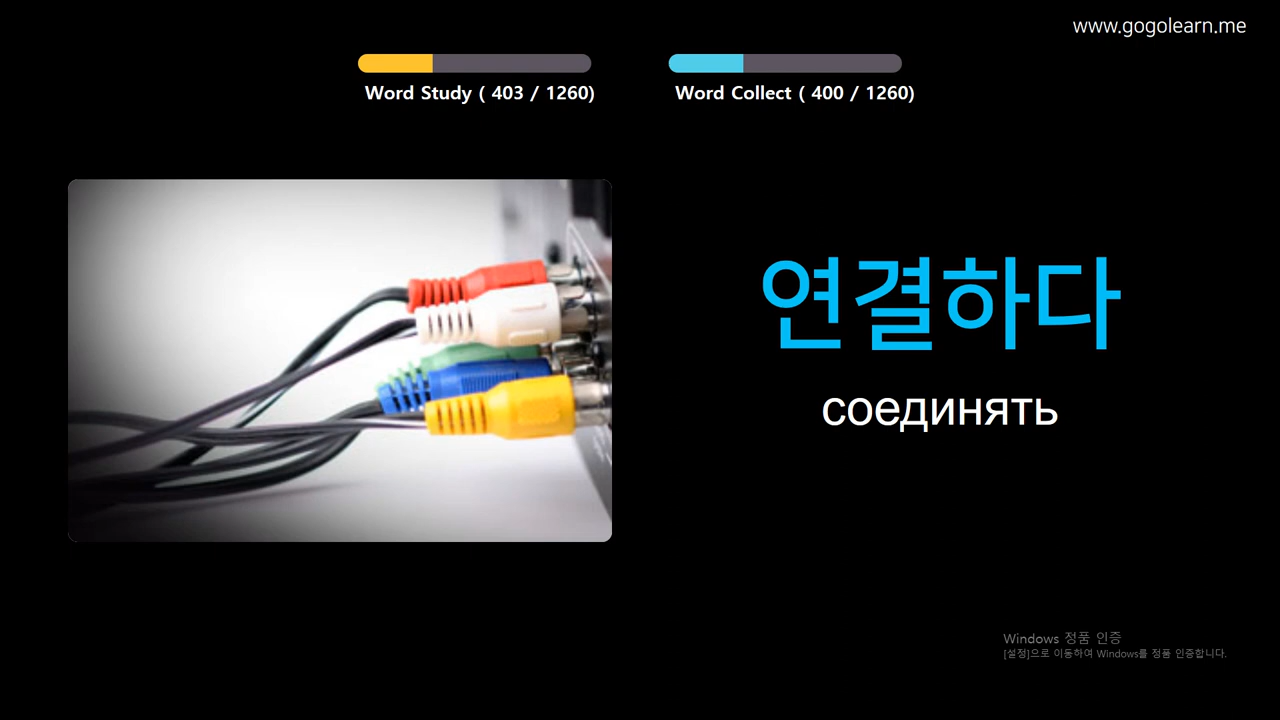 www.gogolearn.me
Word Study ( 403 / 1260)
Word Collect ( 400 / 1260)
연결하다
соединять
Windows 정품 인증
[설정]으로 이동하여 Windows를 정품 인증합니다.